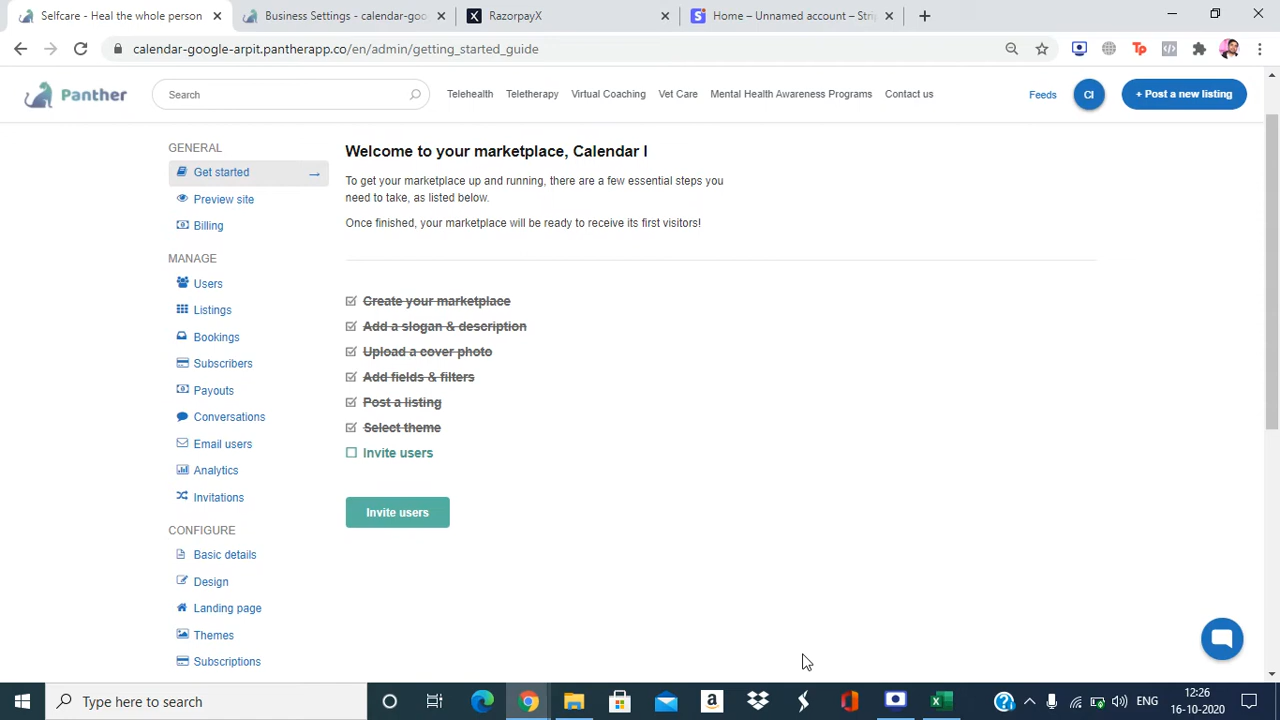 Selfcare - Heal the whole person
Business Settings - calendar-goo
RazorpayX
Home – Unnamed account – Strip
calendar-google-arpit.pantherapp.co/en/admin/getting_started_guide
Panther
Search
Telehealth
Teletherapy
Virtual Coaching
Vet Care
Mental Health Awareness Programs
Contact us
Feeds
CI
+ Post a new listing
GENERAL
Get started
Preview site
Billing
MANAGE
Users
Listings
Bookings
Subscribers
Payouts
Conversations
Email users
Analytics
Invitations
CONFIGURE
Basic details
Design
Landing page
Themes
Subscriptions
Welcome to your marketplace, Calendar I
To get your marketplace up and running, there are a few essential steps you
need to take, as listed below.
Once finished, your marketplace will be ready to receive its first visitors!
Create your marketplace
Add a slogan & description
Upload a cover photo
Add fields & filters
Post a listing
Select theme
Invite users
Invite users
Type here to search
ENG
12:26
16-10-2020